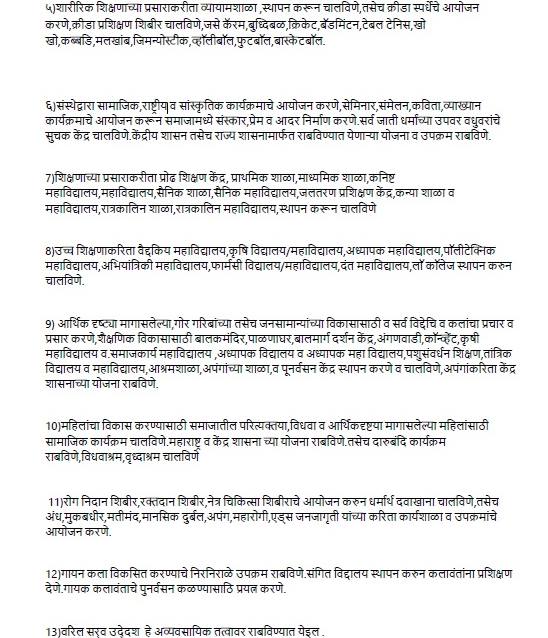 ५)शारीरिक शिक्षणाच्या प्रसाराकरीता व्यायामशाळा ,स्थापन करून चालविणे,तसेच क्रीडा स्पर्धेचे आयोजन
करणे,क्रीडा प्रशिक्षण शिबीर चालविणे,जसे कॅरम,बुध्दिबळ,क्रिकेट,बॅडमिंटन,टेबल टेनिस,खो
खो,कब्बडि,मलखांब,जिमन्योस्टीक,व्हॉलीबॉल,फुटबॉल,बास्केटबॉल.
६)संस्थेद्वारा सामाजिक,राष्ट्रीय व सांस्कृतिक कार्यक्रमाचे आयोजन करणे,सेमिनार,संमेलन,कविता,व्याख्यान
कार्यक्रमाचे आयोजन करून समाजामध्ये संस्कार,प्रेम व आदर निर्माण करणे.सर्व जाती धर्माच्या उपवर वधुवरांचे
सुचक केंद्र चालविणे.केंद्रीय शासन तसेच राज्य शासनामार्फत राबविण्यात येणाऱ्या योजना व उपक्रम राबविणे.
7)शिक्षणाच्या प्रसाराकरीता प्रोढ शिक्षण केंद्र, प्राथमिक शाळा,माध्यमिक शाळा,कनिष्ट
महाविद्यालय,महाविद्यालय,सैनिक शाळा,सैनिक महाविद्यालय,जलतरण प्रशिक्षण केंद्र,कन्या शाळा व
महाविद्यालय,रात्रकालिन शाळा,रात्रकालिन महाविद्यालय,स्थापन करून चालविणे
8)उच्च शिक्षणाकरिता वैद्दकिय महाविद्यालय,कृषि विद्यालय/महाविद्यालय,अध्यापक महाविद्यालय,पॉलीटेक्निक
महाविद्यालय,अभियांत्रिकी महाविद्यालय,फार्मसी विद्यालय/महाविद्यालय,दंत महाविद्यालय,लॉ कॉलेज स्थापन करुन
चालविणे.
9) आर्थिक दृष्ट्या मागासलेल्या,गोर गरिबांच्या तसेच जनसामान्यांच्या विकासासाठी व सर्व विद्देचि व कलांचा प्रचार व
प्रसार करणे,शैक्षणिक विकासासाठी बालकमंदिर,पाळणाघर,बालमार्ग दर्शन केंद्र,अंगणवाडी,कॉन्व्हेंट,कृषी
महाविद्यालय व.समाजकार्य महाविद्यालय ,अध्यापक विद्यालय व अध्यापक महा विद्यालय,पशुसंवर्धन शिक्षण,तांत्रिक
विद्यालय व महाविद्यालय,आश्रमशाळा,अपंगांच्या शाळा,व पूनर्वसन केंद्र स्थापन करणे व चालविणे,अपंगांकरिता केंद्र
शासनाच्या योजना राबविणे.
10)महिलांचा विकास करण्यासाठी समाजातील परित्यक्तया,विधवा व आर्थिकदृष्टया मागासलेल्या महिलांसाठी
सामाजिक कार्यक्रम चालविणे.महाराष्ट्र व केंद्र शासना च्या योजना राबविणे.तसेच दारुबंदि कार्यक्रम
राबविणे,विधवाश्रम,वृध्दाश्रम चालविणे
11)रोग निदान शिबीर,रक्तदान शिबीर,नेत्र चिकित्सा शिबीराचे आयोजन करुन धर्मार्थ दवाखाना चालविणे,तसेच
अंध,मुकबधीर,मतीमंद,मानसिक दुर्बल,अपंग,महारोगी,एड्स जनजागृती यांच्या करिता कार्यशाळा व उपक्रमांचे
आयोजन करणे.
12)गायन कला विकसित करण्याचे निरनिराळे उपक्रम राबविणे.संगित विद्दालय स्थापन करुन कलावंतांना प्रशिक्षण
देणे.गायक कलावंताचे पुनर्वसन कळण्यासाठि प्रयत्न करणे.
13)वरिल सर्व उद्देदश हे अव्यवसायिक तत्वावर राबविण्यात येइल .